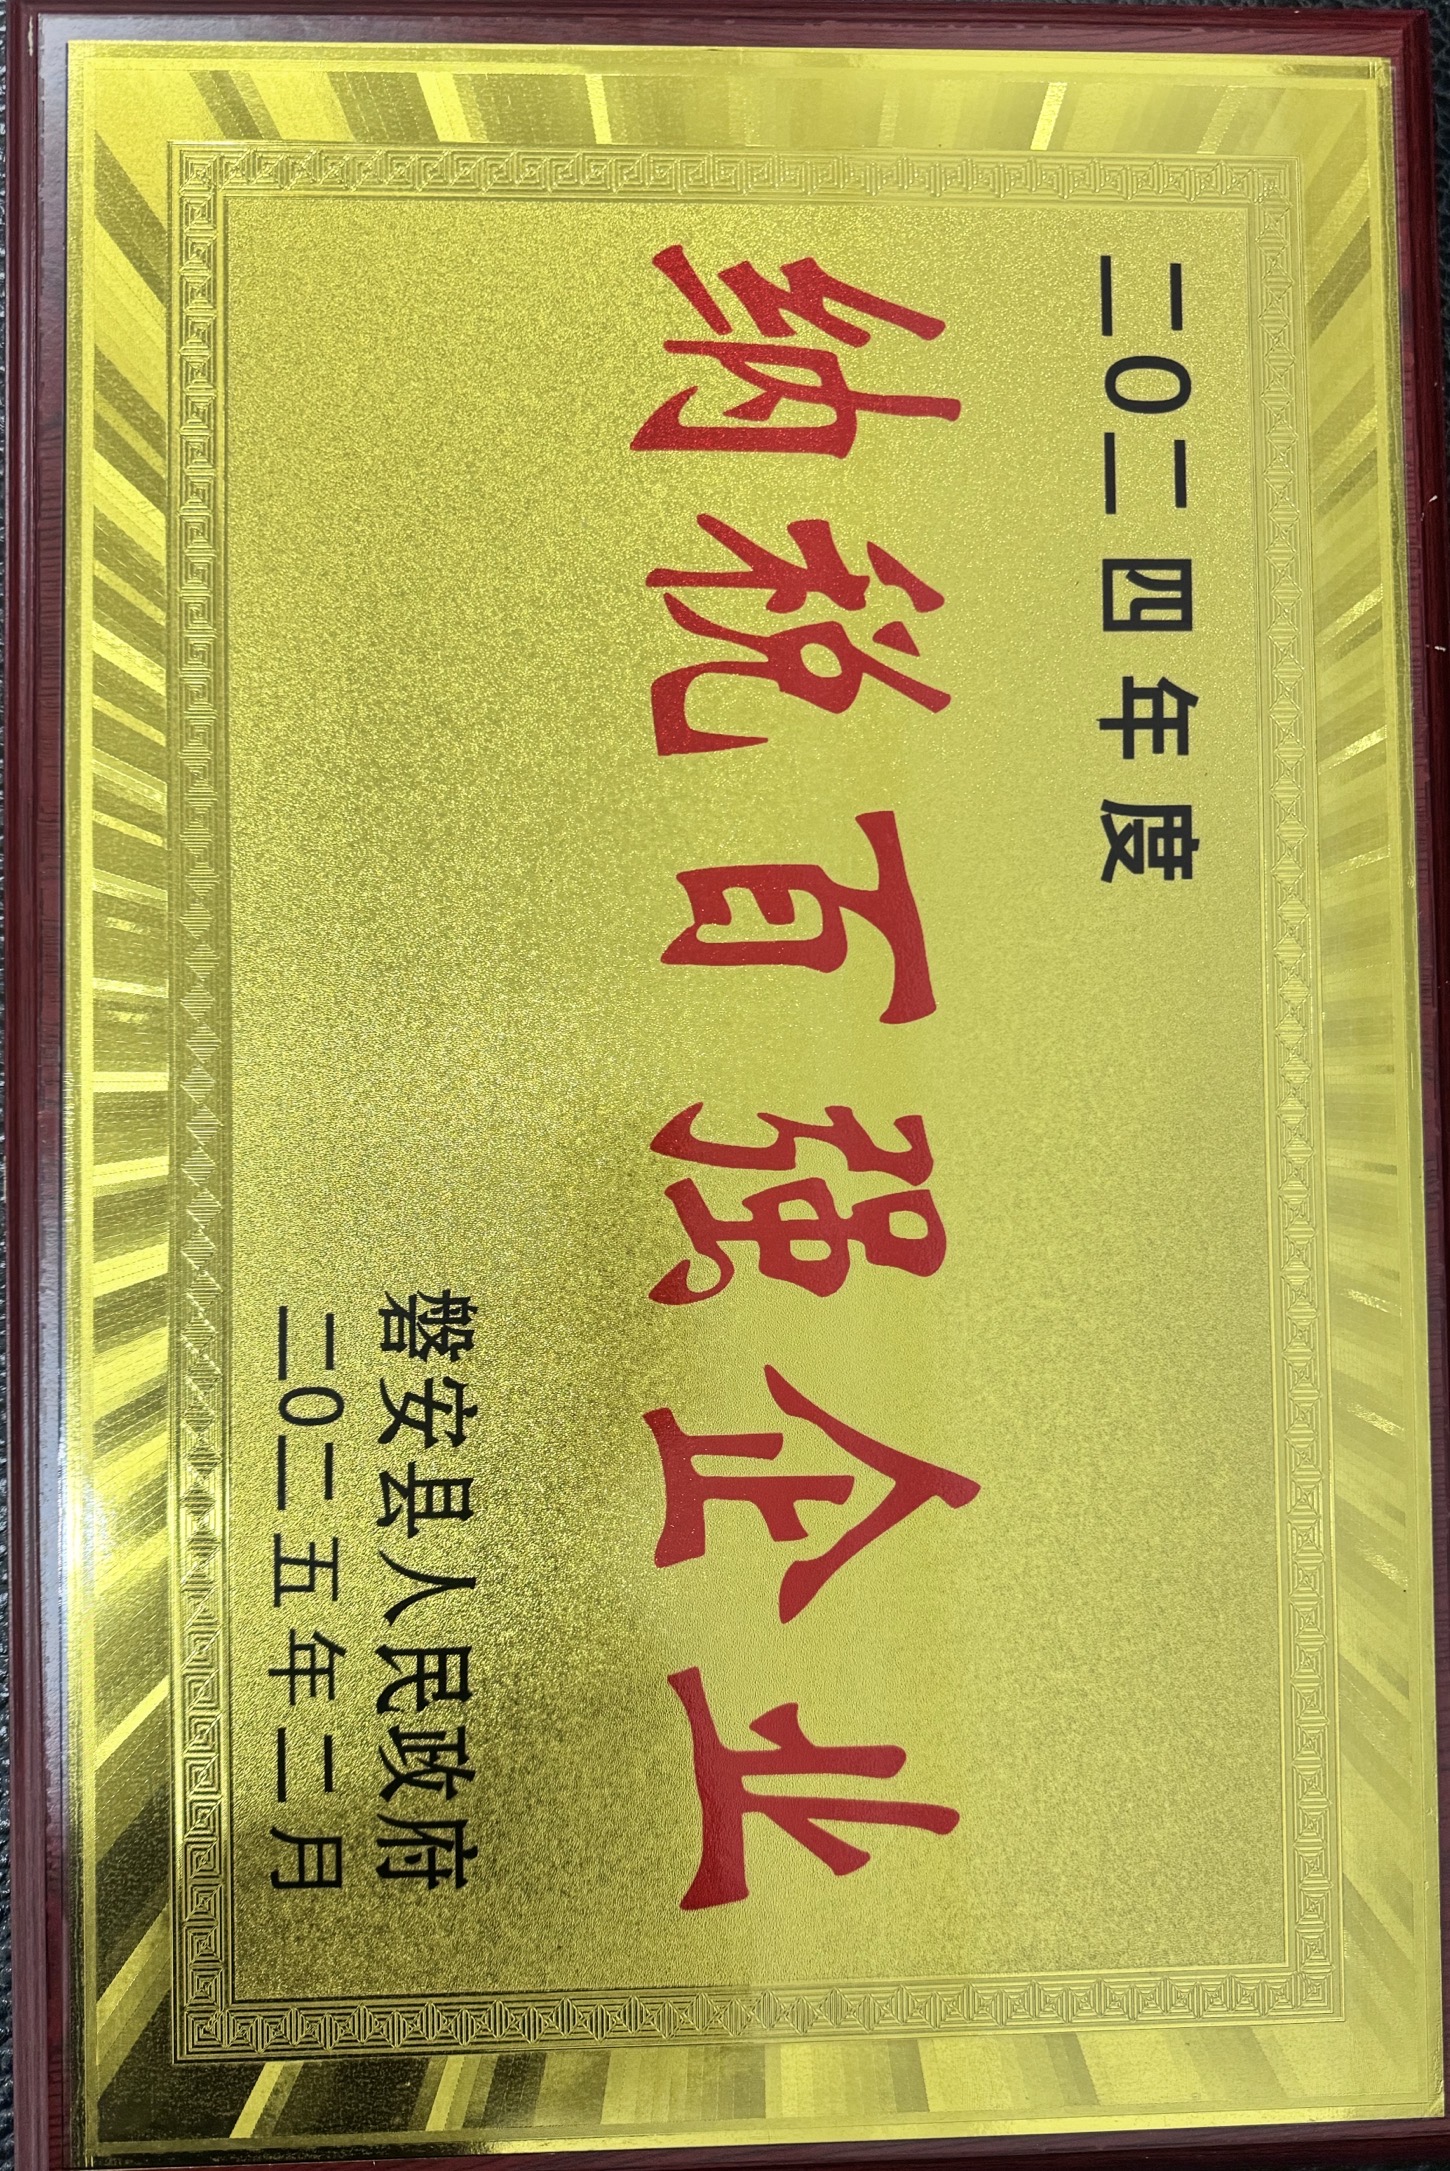 二〇二四年度
纳税百强企业
磐安县人民政府
二〇二五年二月